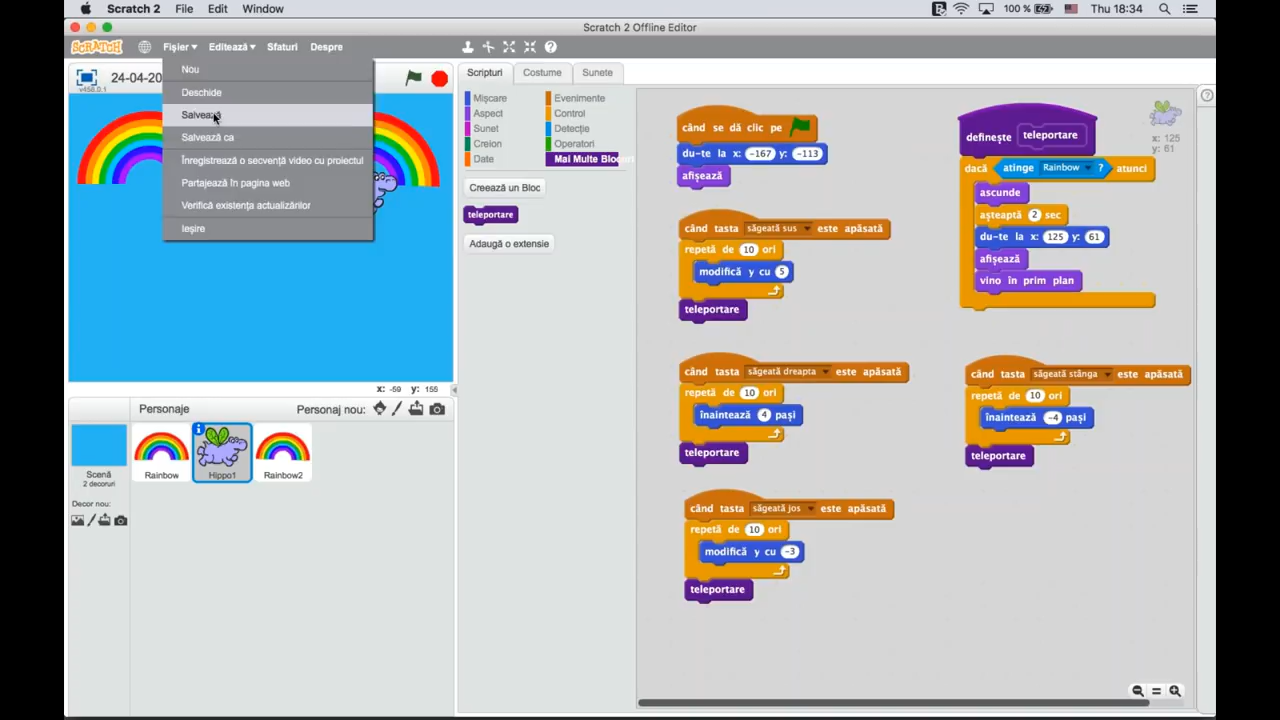 Scratch 2 File Edit Window
100 %
Thu 18:34
Scratch 2 Offline Editor
SCRATCH
Fișier ▾ Editează ▾ Sfaturi Despre
Nou
Deschide
Salvează
Salvează ca
Înregistrează o secvență video cu proiectul
Partajează în pagina web
Verifică existența actualizărilor
Ieșire
24-04-20
v456.0.1
x: -59 y: 155
Personaje
Personaj nou:
Scenă
2 decoruri
Decor nou:
Rainbow
Hippo1
Rainbow2
Scripturi Costume Sunete
Mișcare
Aspect
Sunet
Creion
Date
Evenimente
Control
Detecție
Operatori
Mai Multe Blocuri
Creează un Bloc
teleportare
Adaugă o extensie
când se dă clic pe
du-te la x: -167 y: -113
afișează
când tasta săgeată sus este apăsată
repetă de 10 ori
modifică y cu 5
teleportare
când tasta săgeată dreapta este apăsată
repetă de 10 ori
înaintează 4 pași
teleportare
când tasta săgeată jos este apăsată
repetă de 10 ori
modifică y cu -3
teleportare
definește teleportare
dacă atinge Rainbow ? atunci
ascunde
așteaptă 2 sec
du-te la x: 125 y: 61
afișează
vino în prim plan
când tasta săgeată stânga este apăsată
repetă de 10 ori
înaintează -4 pași
teleportare
x: 125
y: 61